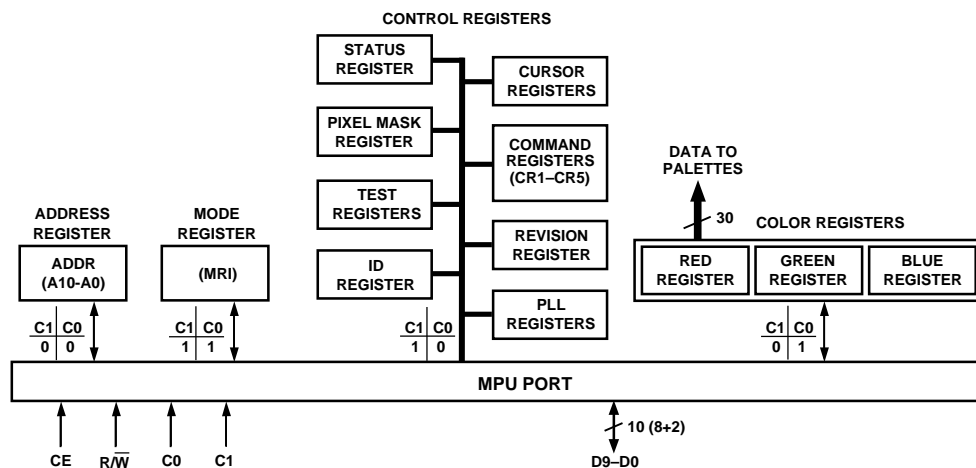 CONTROL REGISTERS
STATUS
REGISTER
CURSOR
REGISTERS
PIXEL MASK
REGISTER
COMMAND
REGISTERS
(CR1–CR5)
TEST
REGISTERS
REVISION
REGISTER
ID
REGISTER
PLL
REGISTERS
ADDRESS
REGISTER
ADDR
(A10-A0)
MODE
REGISTER
(MRI)
DATA TO
PALETTES
30
COLOR REGISTERS
RED
REGISTER
GREEN
REGISTER
BLUE
REGISTER
C1 C0
0 0
C1 C0
1 1
C1 C0
1 0
C1 C0
0 1
MPU PORT
CE
R/W̅
C0
C1
10 (8+2)
D9–D0